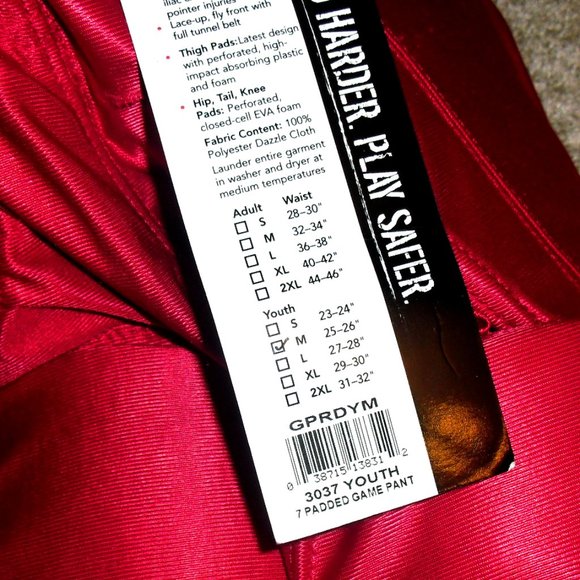 pointer injuries
• Lace-up, fly front with
full tunnel belt
• Thigh Pads:Latest design
with perforated, high-
impact absorbing plastic
and foam
• Hip, Tail, Knee
Pads: Perforated,
closed-cell EVA foam
Fabric Content: 100%
Polyester Dazzle Cloth
Launder entire garment
in washer and dryer at
medium temperatures
Adult Waist
S 28–30"
M 32–34"
L 36–38"
XL 40–42"
2XL 44–46"
Youth
S 23–24"
M 25–26"
L 27–28"
XL 29–30"
2XL 31–32"
GPRDYM
0 38715 13831 2
3037 YOUTH
7 PADDED GAME PANT
HARDER. PLAY SAFER.